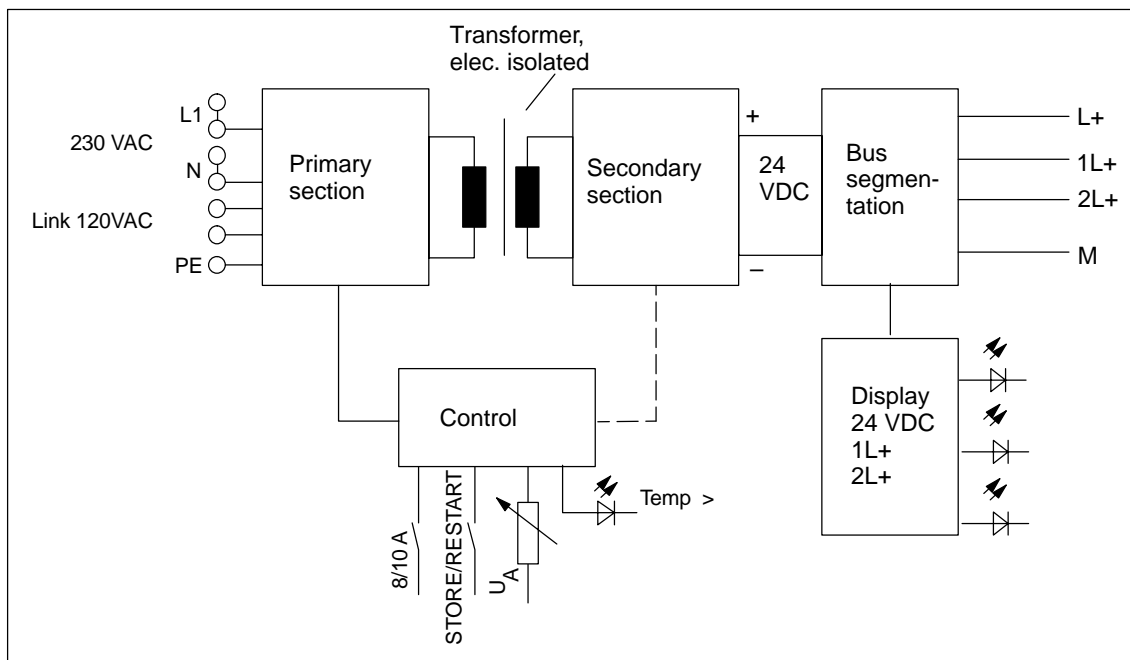 Transformer,
elec. isolated
L1
230 VAC
N
Link 120VAC
PE
Primary
section
Secondary
section
+
24
VDC
–
Bus
segmen-
tation
L+
1L+
2L+
M
Control
8/10 A
STORE/RESTART
UA
Temp >
Display
24 VDC
1L+
2L+